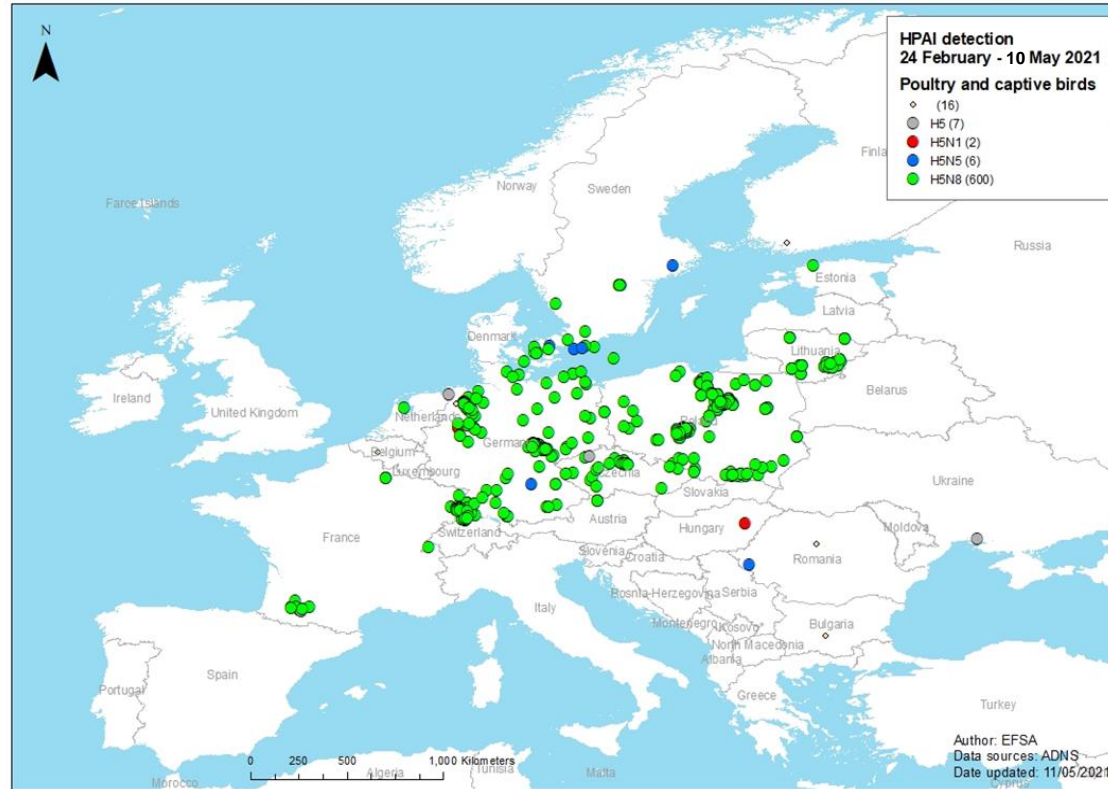 N
HPAI detection
24 February - 10 May 2021
Poultry and captive birds
(16)
H5 (7)
H5N1 (2)
H5N5 (6)
H5N8 (600)
Norway
Sweden
Faroe Islands
Russia
Estonia
Latvia
Denmark
Lithuania
Ireland
United Kingdom
Belarus
Netherlands
Belgium
Luxembourg
Ukraine
Slovakia
Austria
Hungary
Moldova
France
Switzerland
Romania
Slovenia
Croatia
Bosnia-Herzegovina
Serbia
Italy
Montenegro
Kosovo
Bulgaria
North Macedonia
Albania
Spain
Portugal
Greece
Turkey
Author: EFSA
Data sources: ADNS
Date updated: 11/05/2021
0 250 500 1,000 Kilometers
Morocco
Algeria
Tunisia
Malta
Cyprus